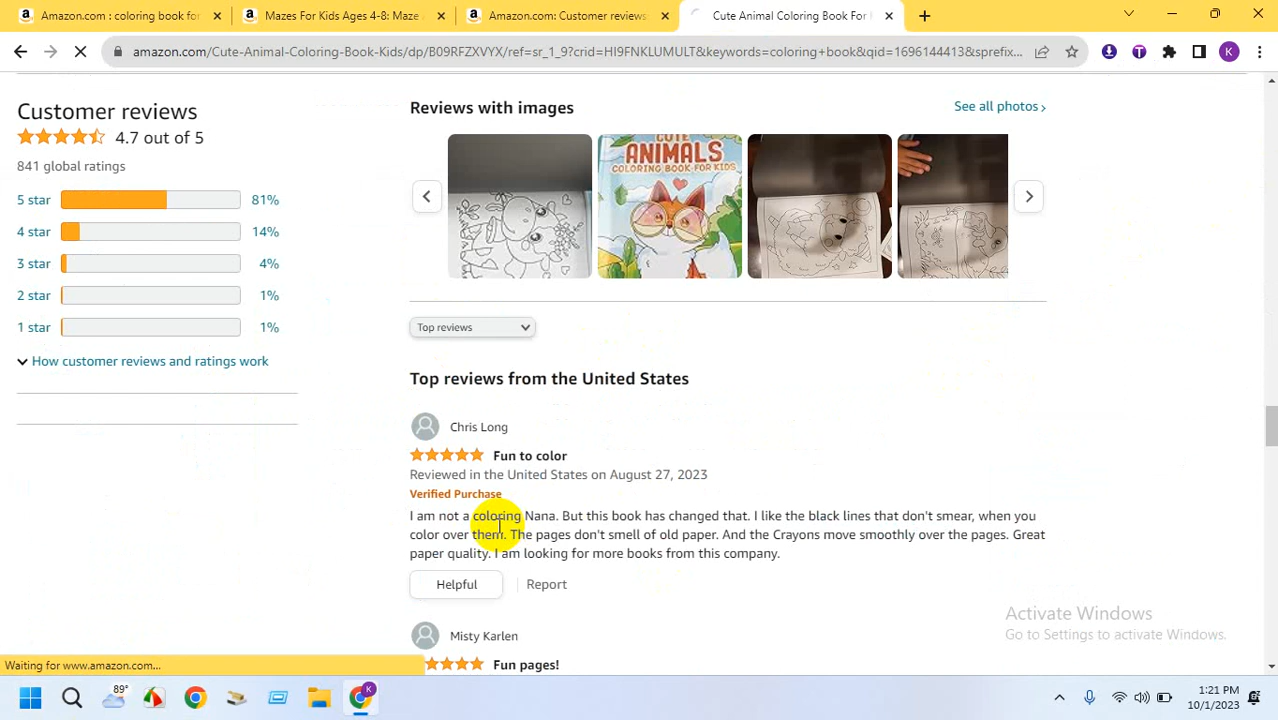 Amazon.com : coloring book for
Mazes For Kids Ages 4-8: Maze
Amazon.com: Customer reviews
Cute Animal Coloring Book For
amazon.com/Cute-Animal-Coloring-Book-Kids/dp/B09RFZXVYX/ref=sr_1_9?crid=HI9FNKLUMULT&keywords=coloring+book&qid=1696144413&sprefix...
K
Customer reviews
4.7 out of 5
841 global ratings
5 star 81%
4 star 14%
3 star 4%
2 star 1%
1 star 1%
How customer reviews and ratings work
Reviews with images
See all photos
CUTE
ANIMALS
COLORING BOOK FOR KIDS
Top reviews
Top reviews from the United States
Chris Long
Fun to color
Reviewed in the United States on August 27, 2023
Verified Purchase
I am not a coloring Nana. But this book has changed that. I like the black lines that don't smear, when you
color over them. The pages don't smell of old paper. And the Crayons move smoothly over the pages. Great
paper quality. I am looking for more books from this company.
Helpful
Report
Misty Karlen
Fun pages!
Activate Windows
Go to Settings to activate Windows.
Waiting for www.amazon.com...
89°
K
1:21 PM
10/1/2023